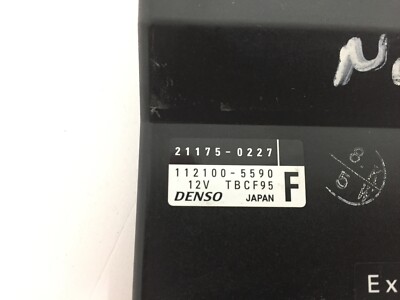 21175-0227
112100-5590
12V TBCF95
DENSO JAPAN F
Ex